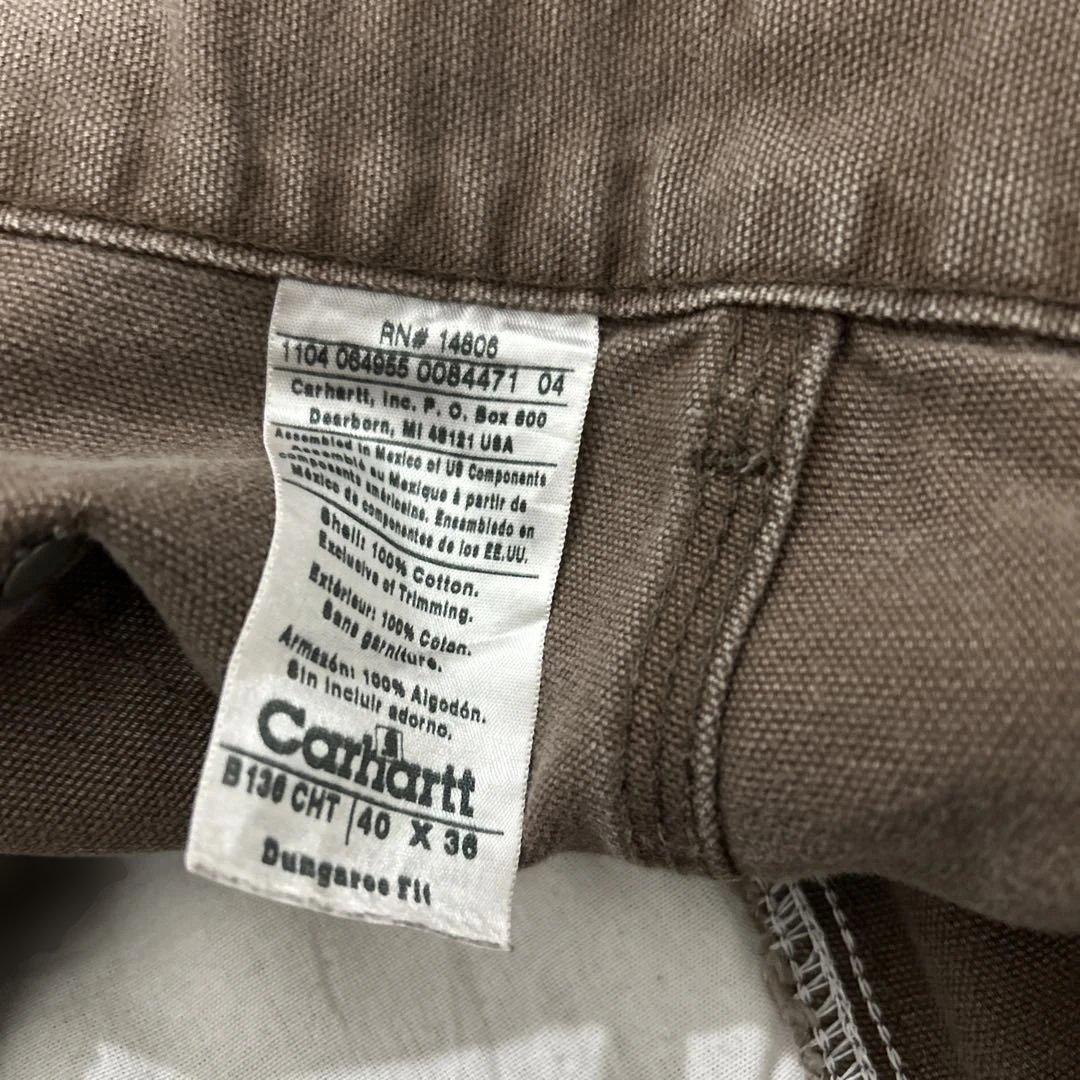 RN# 14806
1104 064955 0084471 04
Carhartt, Inc. P. O. Box 600
Dearborn, MI 48121 USA
Assembled in Mexico of US Components
Assemblé au Mexique à partir de
composants américains. Ensamblado en
México de componentes de los EE.UU.
Shell: 100% Cotton.
Exclusive of Trimming.
Extérieur: 100% Coton.
Sans garniture.
Armazón: 100% Algodón.
Sin incluir adorno.
Carhartt
B136 CHT 40 X 36
Dungaree Fit